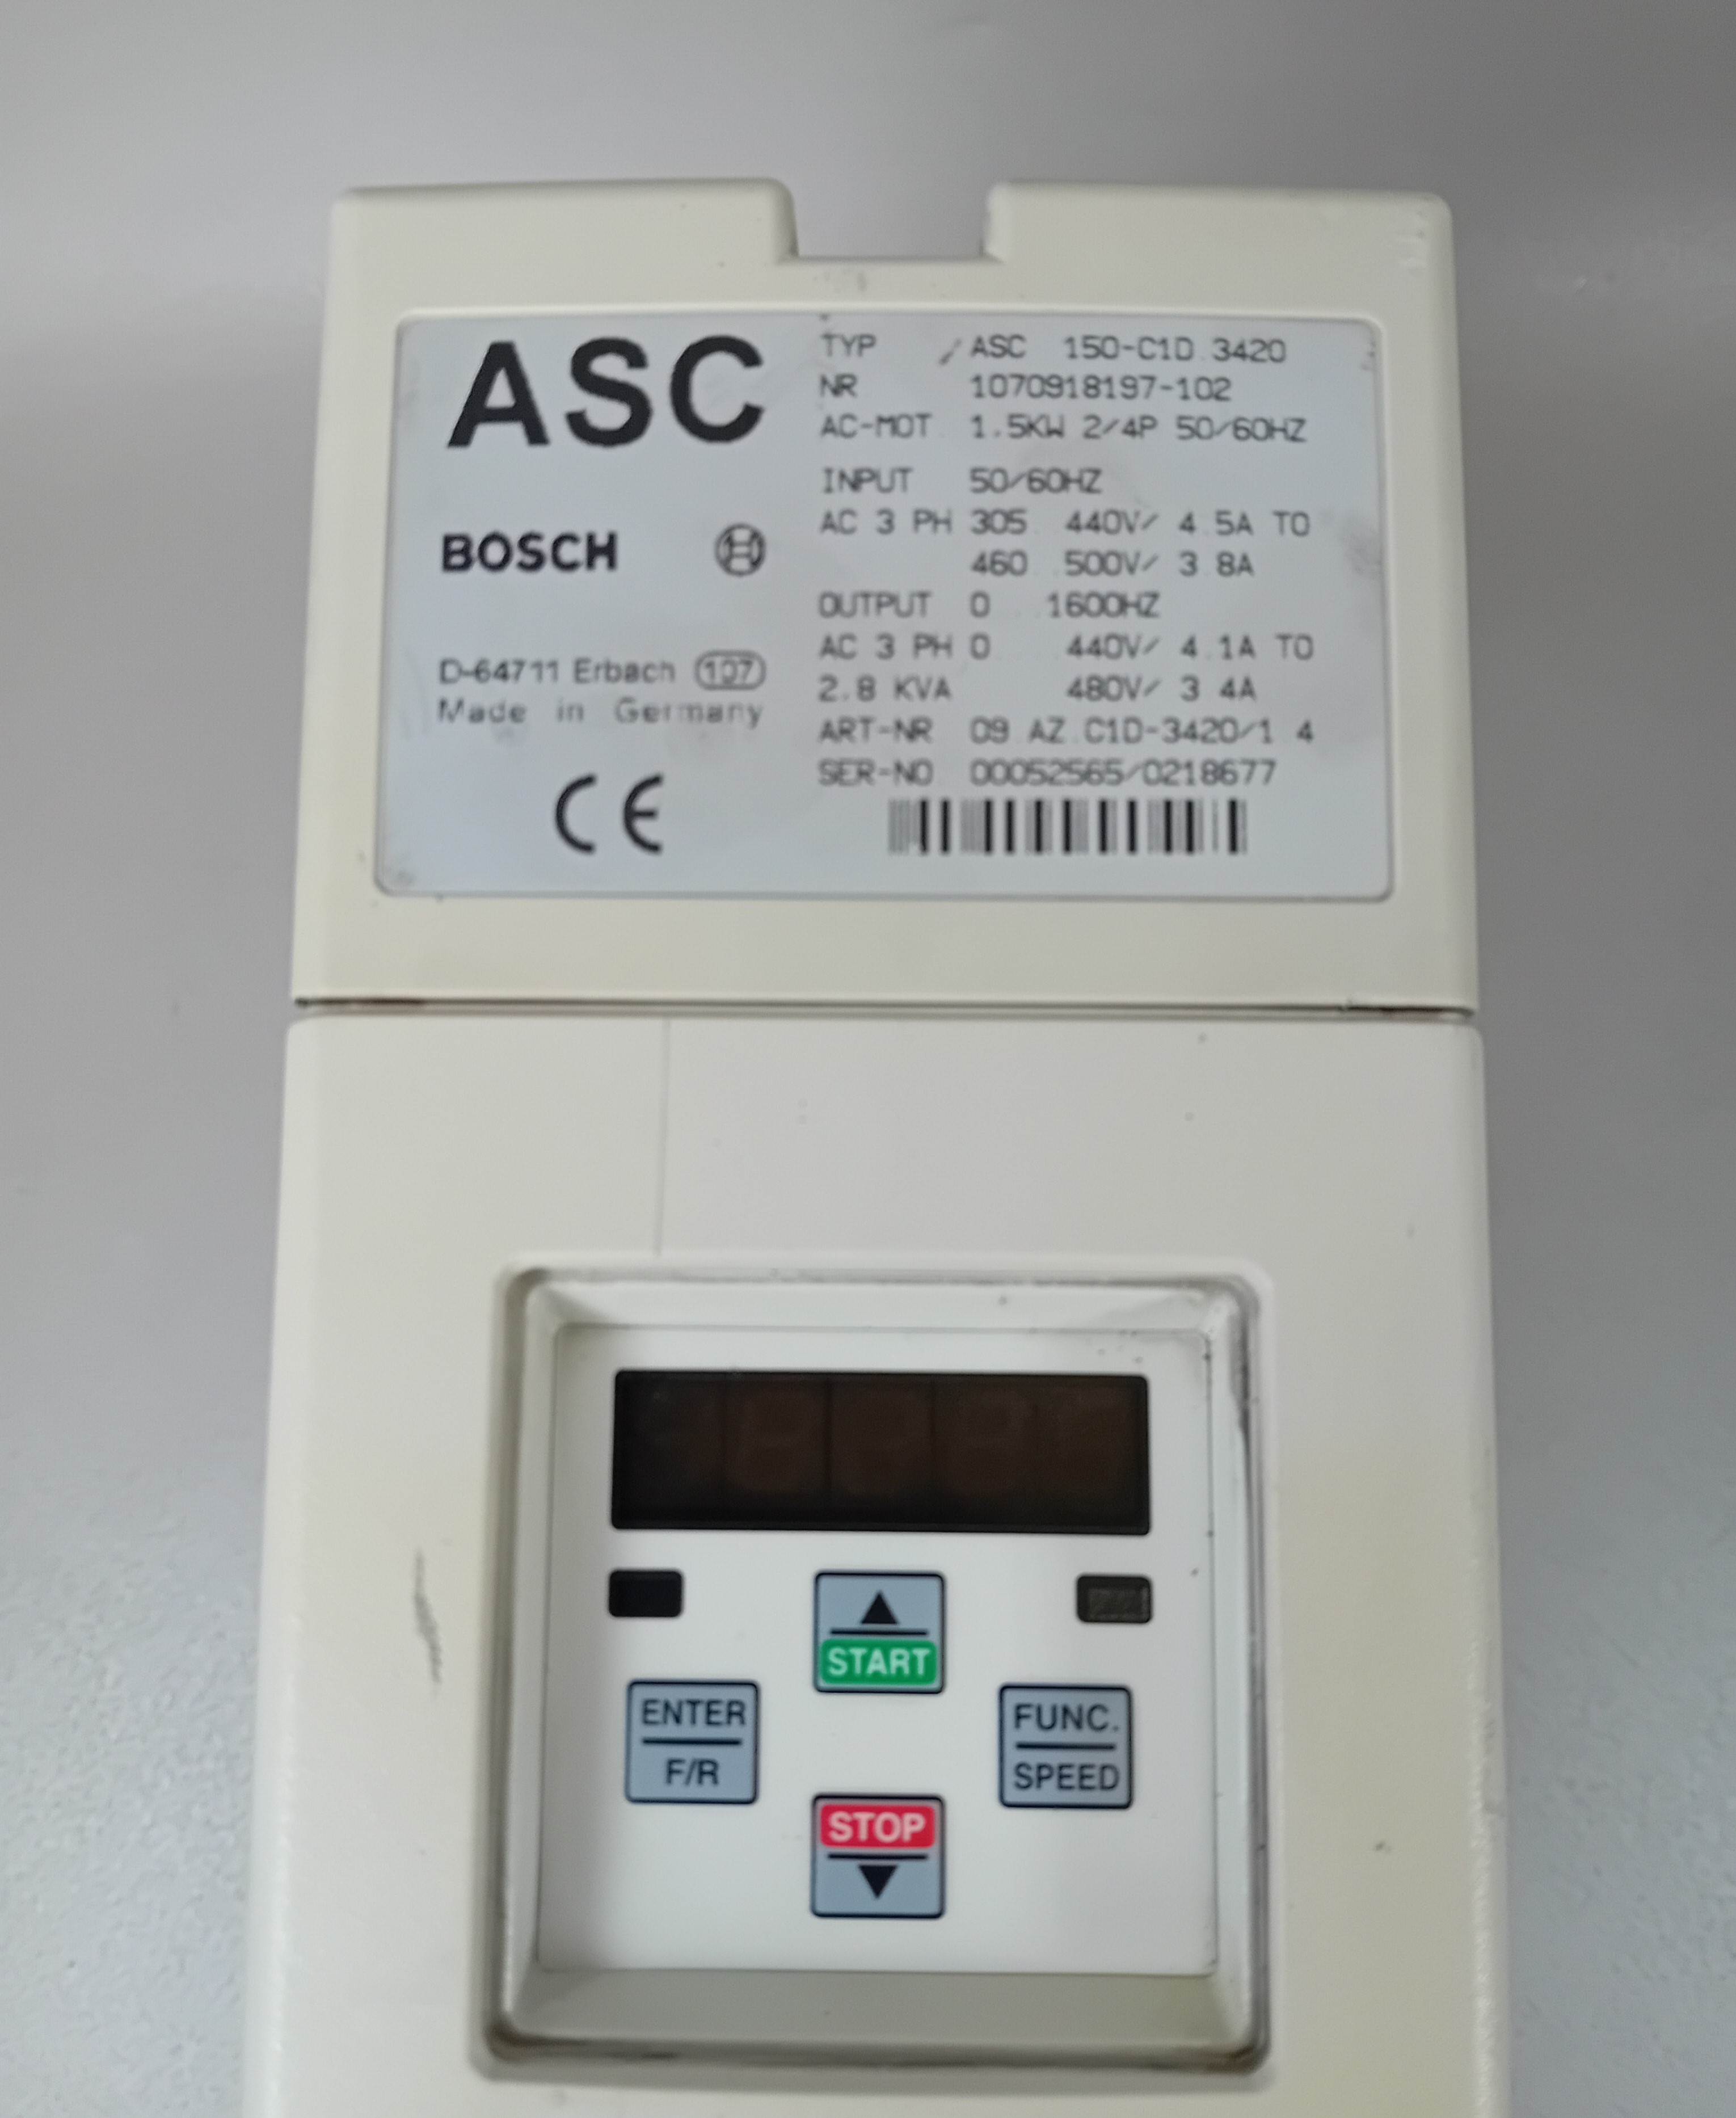 ASC
BOSCH
D-64711 Erbach 107
Made in Germany
CE
TYP ASC 150-C1D.3420
NR 1070918197-102
AC-MOT. 1.5KW 2/4P 50/60HZ
INPUT 50/60HZ
AC 3 PH 305...440V/ 4.5A TO
460...500V/ 3.8A
OUTPUT 0...1600HZ
AC 3 PH 0...440V/ 4.1A TO
2.8 KVA 480V/ 3.4A
ART-NR 09.AZ.C1D-3420/1.4
SER-NO. 00052565/0218677
START
ENTER
F/R
FUNC.
SPEED
STOP